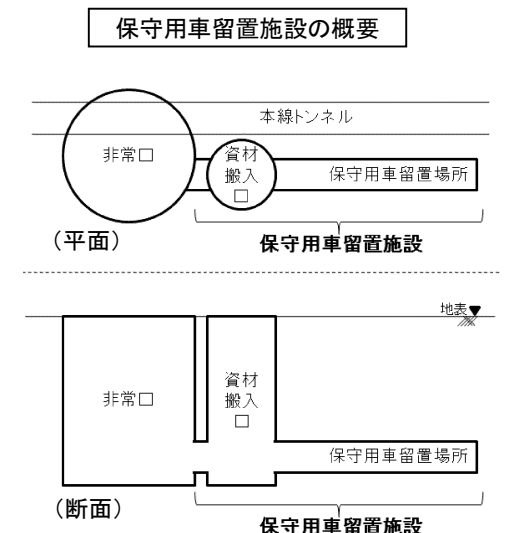 保守用車留置施設の概要
本線トンネル
非常口
資材
搬入
口
保守用車留置場所
(平面)
保守用車留置施設
地表
非常口
資材
搬入
口
保守用車留置場所
(断面)
保守用車留置施設